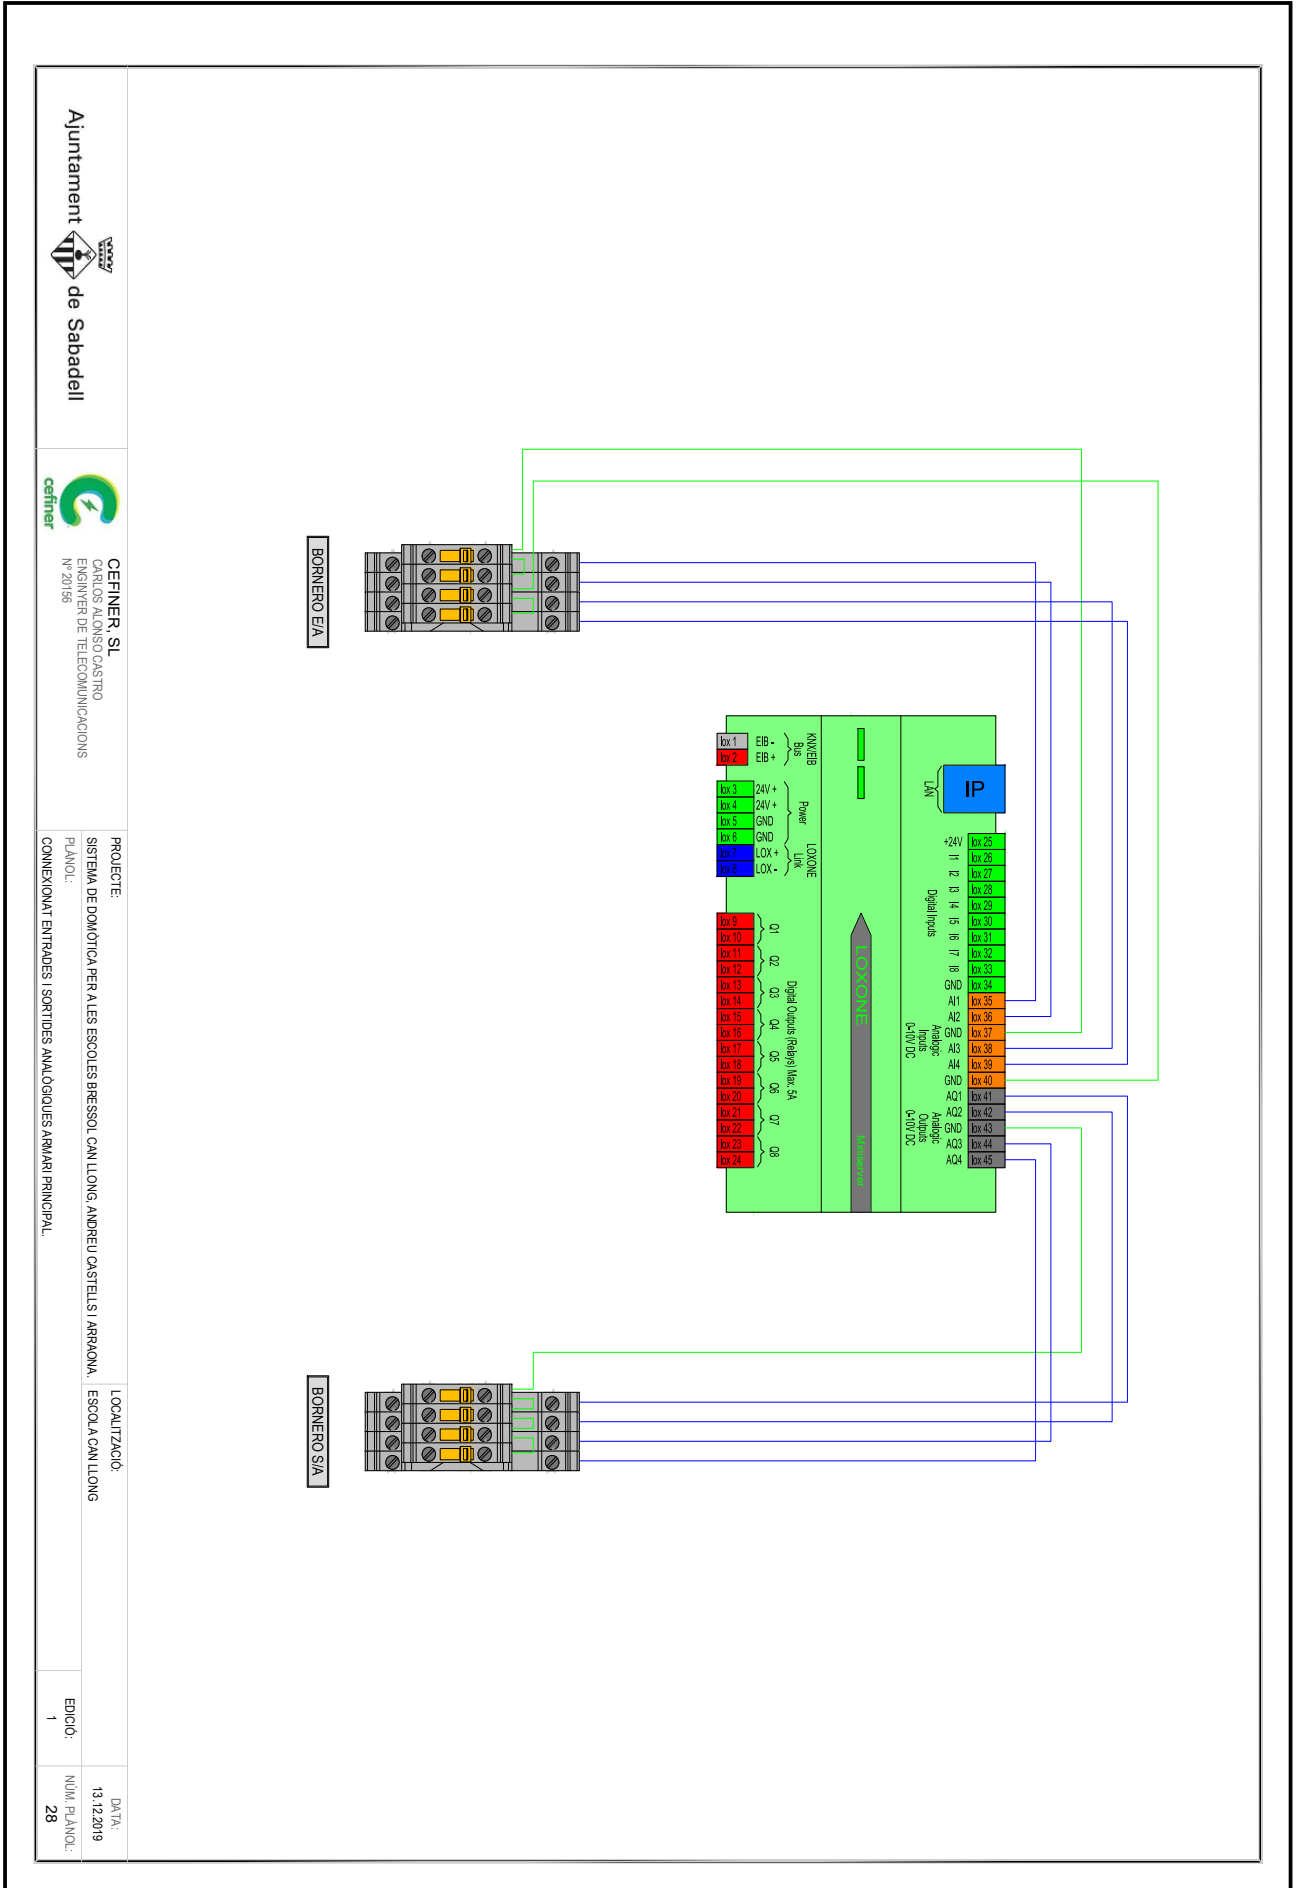 BORNERO E/A
BORNERO S/A
IP
LAN
+24V lox 25
I1 lox 26
I2 lox 27
I3 lox 28
I4 lox 29
I5 lox 30
I6 lox 31
I7 lox 32
I8 lox 33
GND lox 34
Digital Inputs
AI1 lox 35
AI2 lox 36
GND lox 37
AI3 lox 38
AI4 lox 39
GND lox 40
Analogic
Inputs
0-10V DC
AQ1 lox 41
AQ2 lox 42
GND lox 43
AQ3 lox 44
AQ4 lox 45
Analogic
Outputs
0-10V DC
LOXONE
Miniserver
KNX/EIB
Bus
lox 1 EIB -
lox 2 EIB +
Power
lox 3 24V +
lox 4 24V +
lox 5 GND
lox 6 GND
LOXONE
Link
lox 7 LOX +
lox 8 LOX -
Digital Outputs (Relays) Max. 5A
lox 9
lox 10
Q1
lox 11
lox 12
Q2
lox 13
lox 14
Q3
lox 15
lox 16
Q4
lox 17
lox 18
Q5
lox 19
lox 20
Q6
lox 21
lox 22
Q7
lox 23
lox 24
Q8
Ajuntament de Sabadell
cefiner
CEFINER, SL
CARLOS ALONSO CASTRO
ENGINYER DE TELECOMUNICACIONS
Nº 20156
PROJECTE:
SISTEMA DE DOMÒTICA PER A LES ESCOLES BRESSOL CAN LLONG, ANDREU CASTELLS I ARRAONA.
PLÀNOL:
CONNEXIONAT ENTRADES I SORTIDES ANALÒGIQUES ARMARI PRINCIPAL.
LOCALITZACIÓ:
ESCOLA CAN LLONG
EDICIÓ:
1
DATA:
13.12.2019
NÚM. PLÀNOL:
28